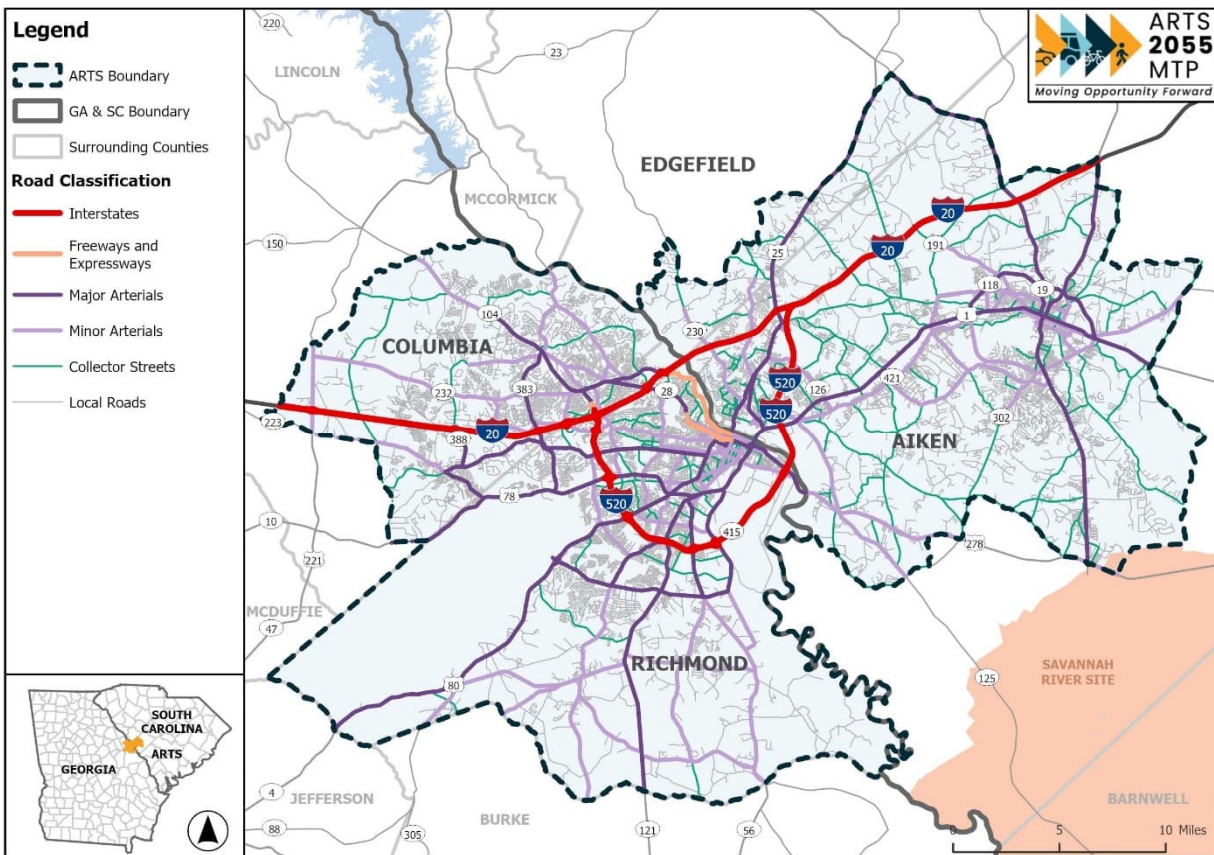 Legend
ARTS Boundary
GA & SC Boundary
Surrounding Counties
Road Classification
Interstates
Freeways and
Expressways
Major Arterials
Minor Arterials
Collector Streets
Local Roads
SOUTH
CAROLINA
ARTS
GEORGIA
ARTS
2055
MTP
Moving Opportunity Forward
220
23
LINCOLN
EDGEFIELD
MCCORMICK
20
20
150
25
191
118
19
104
230
1
COLUMBIA
520
383
28
126
421
232
520
302
223
20
388
AIKEN
78
520
415
10
278
221
MCDUFFIE
47
RICHMOND
SAVANNAH
RIVER SITE
80
125
4
JEFFERSON
BURKE
BARNWELL
88
305
121
56
0
5
10 Miles